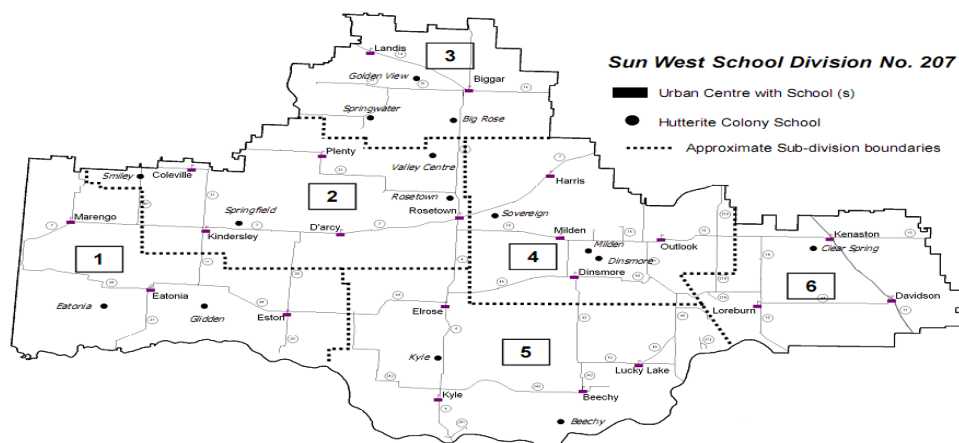 Landis
3
Golden View
Biggar
Springwater
Big Rose
Sun West School Division No. 207
Urban Centre with School (s)
Hutterite Colony School
Approximate Sub-division boundaries
Plenty
Valley Centre
Smiley
Coleville
2
Harris
Rosetown
Marengo
Springfield
Rosetown
Sovereign
Kindersley
D'arcy
Milden
Outlook
Kenaston
1
4
Milden
Dinsmore
Clear Spring
Dinsmore
6
Eatonia
Eatonia
Glidden
Eston
Elrose
Loreburn
Davidson
Kyle
5
Lucky Lake
Kyle
Beechy
Beechy